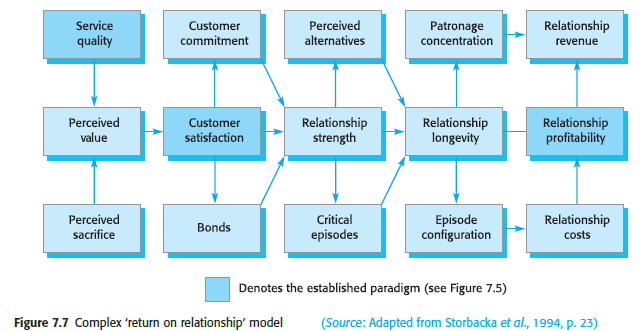 Service
quality
Customer
commitment
Perceived
alternatives
Patronage
concentration
Relationship
revenue
Perceived
value
Customer
satisfaction
Relationship
strength
Relationship
longevity
Relationship
profitability
Perceived
sacrifice
Bonds
Critical
episodes
Episode
configuration
Relationship
costs
Denotes the established paradigm (see Figure 7.5)
Figure 7.7 Complex 'return on relationship' model (Source: Adapted from Storbacka et al., 1994, p. 23)